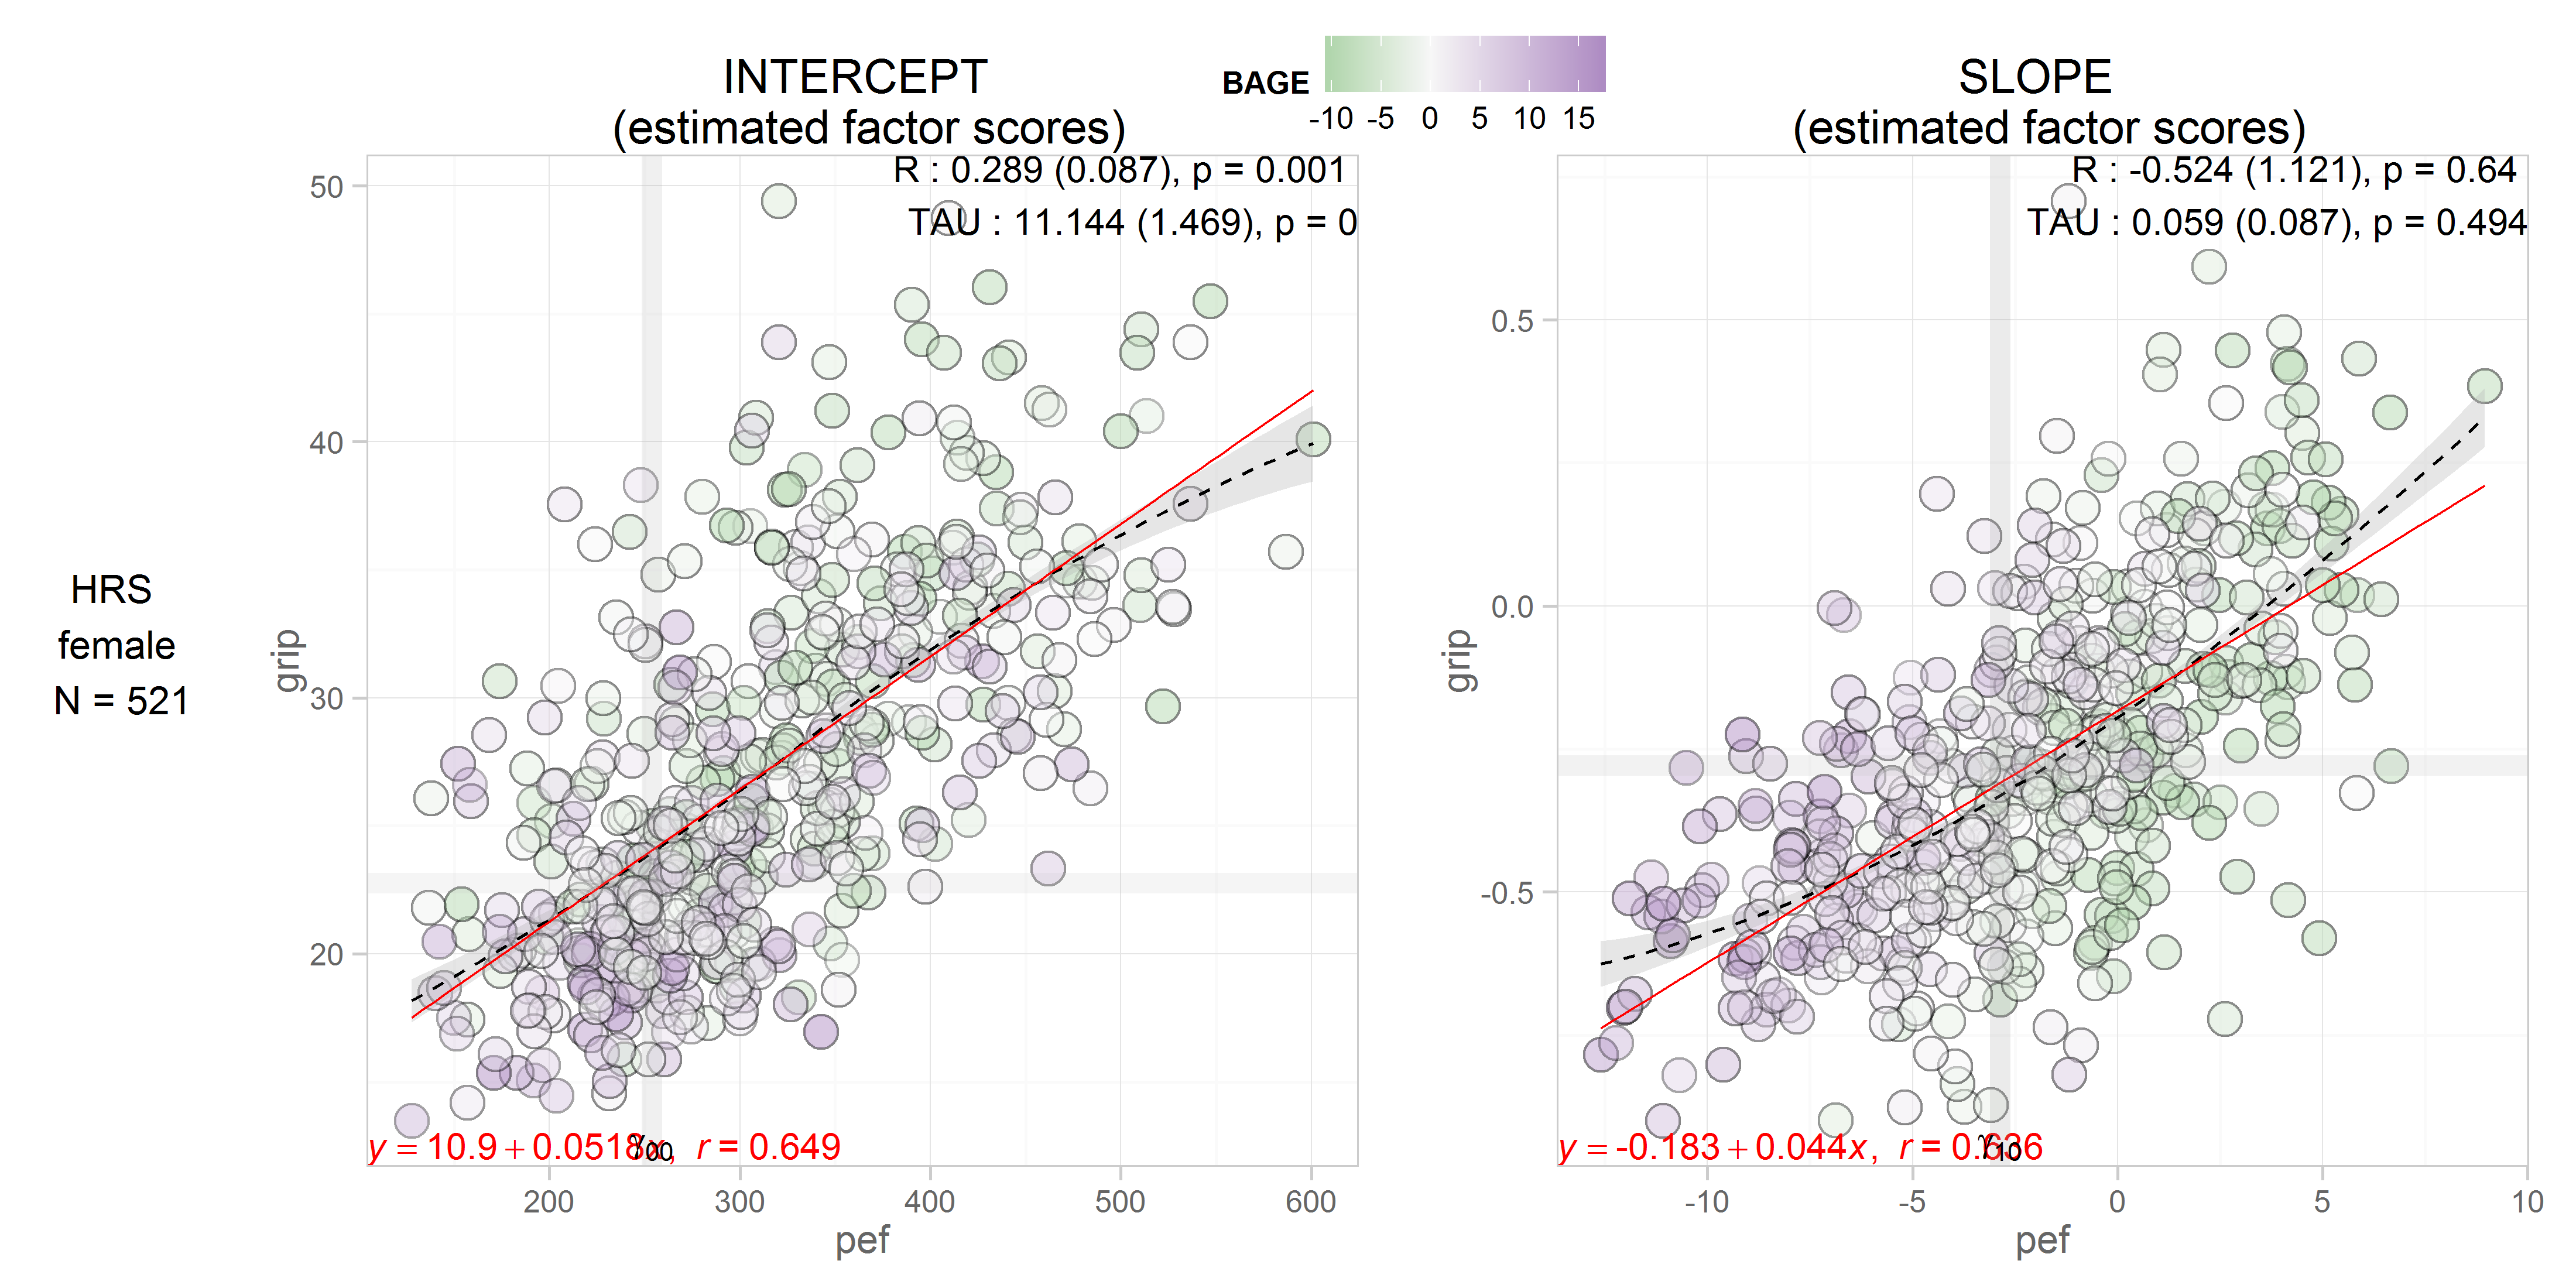 BAGE
-10 -5 0 5 10 15
INTERCEPT
(estimated factor scores)
SLOPE
(estimated factor scores)
HRS
female
N = 521
R : 0.289 (0.087), p = 0.001
TAU : 11.144 (1.469), p = 0
50
40
30
20
grip
y = 10.9 + 0.0518x, r = 0.649
γ00
200 300 400 500 600
pef
R : -0.524 (1.121), p = 0.64
TAU : 0.059 (0.087), p = 0.494
0.5
0.0
-0.5
grip
y = -0.183 + 0.044x, r = 0.636
γ10
-10 -5 0 5 10
pef